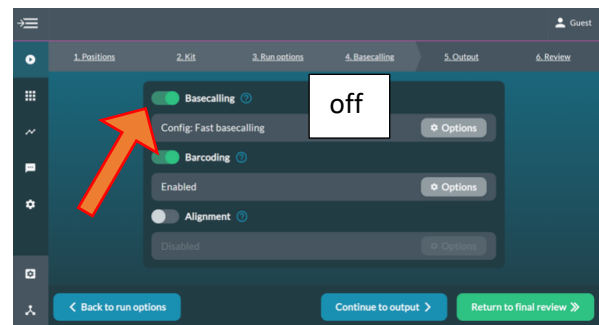 Guest
1. Positions
2. Kit
3. Run options
4. Basecalling
5. Output
6. Review
Basecalling ?
off
Config: Fast basecalling
Options
Barcoding ?
Enabled
Options
Alignment ?
Disabled
Options
Back to run options
Continue to output
Return to final review